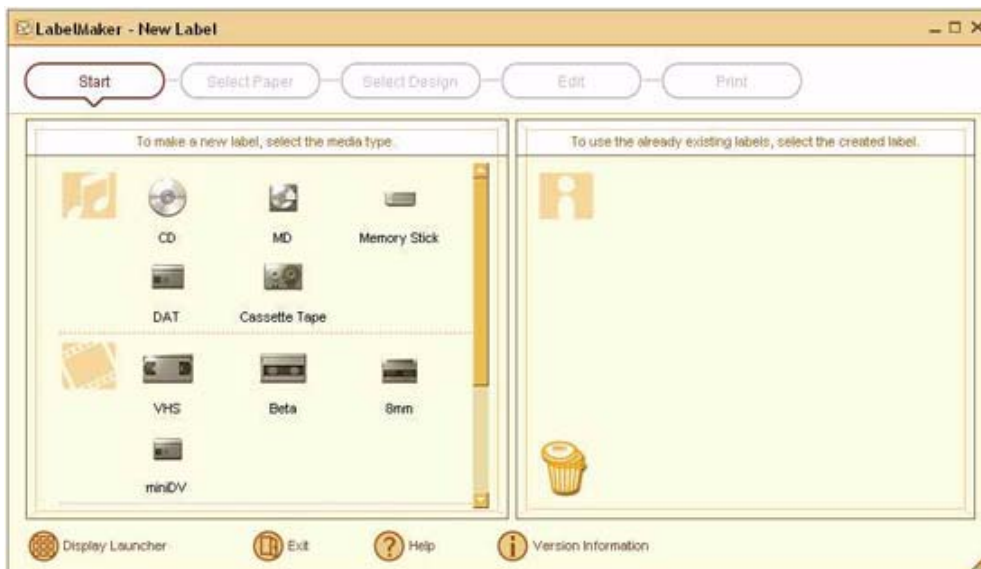 LabelMaker - New Label
Start Select Paper Select Design Edit Print
To make a new label, select the media type.
To use the already existing labels, select the created label.
CD MD Memory Stick
DAT Cassette Tape
VHS Beta 8mm
miniDV
Display Launcher Exit Help Version Information